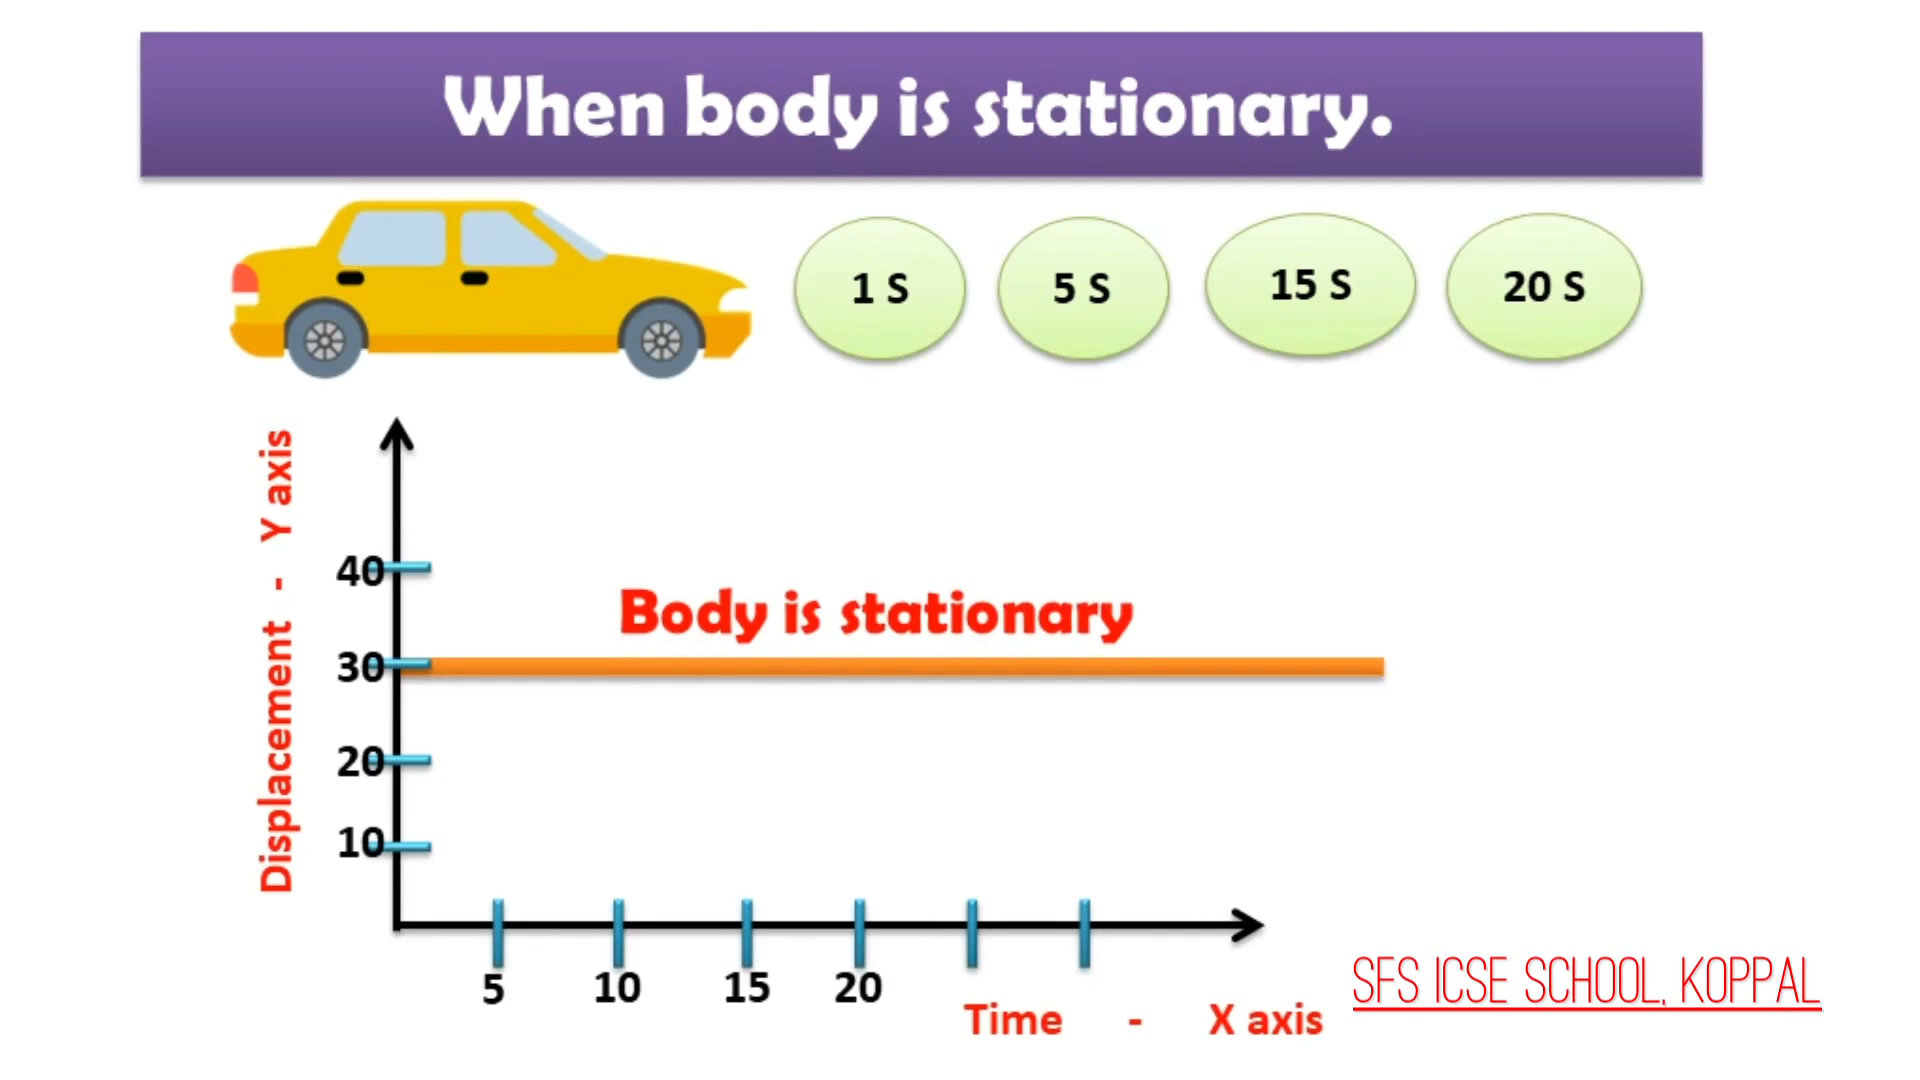 When body is stationary.
1 S
5 S
15 S
20 S
Displacement - Y axis
40
Body is stationary
30
20
10
5
10
15
20
Time - X axis
SFS ICSE SCHOOL, KOPPAL